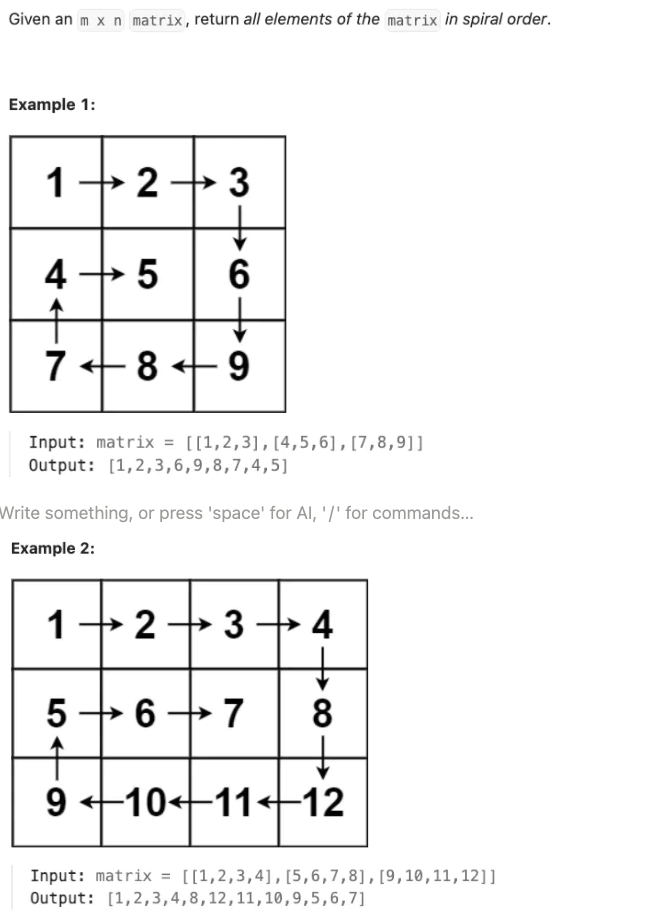 Given an m x n matrix, return all elements of the matrix in spiral order.
Example 1:
1 2 3
4 5 6
7 8 9
Input: matrix = [[1,2,3],[4,5,6],[7,8,9]]
Output: [1,2,3,6,9,8,7,4,5]
Write something, or press 'space' for AI, '/' for commands...
Example 2:
1 2 3 4
5 6 7 8
9 10 11 12
Input: matrix = [[1,2,3,4],[5,6,7,8],[9,10,11,12]]
Output: [1,2,3,4,8,12,11,10,9,5,6,7]